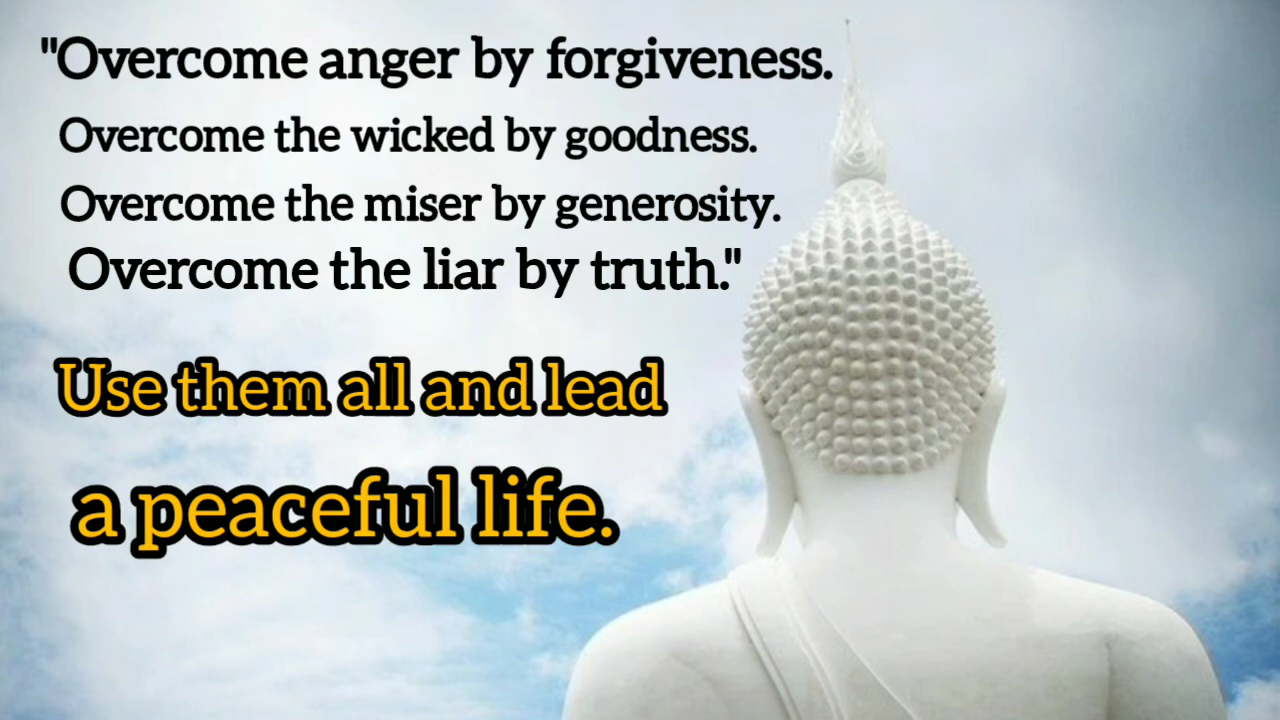 "Overcome anger by forgiveness.
Overcome the wicked by goodness.
Overcome the miser by generosity.
Overcome the liar by truth."
Use them all and lead
a peaceful life.